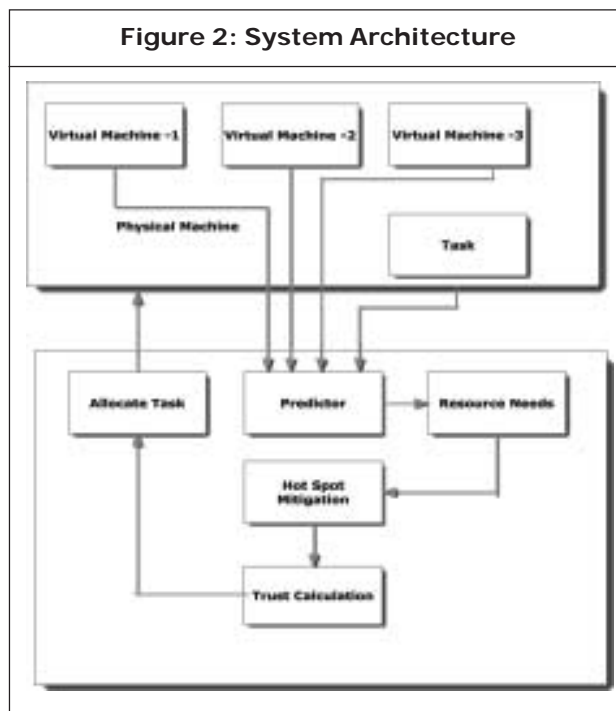 Figure 2: System Architecture
Virtual Machine -1
Virtual Machine -2
Virtual Machine -3
Physical Machine
Task
Allocate Task
Predictor
Resource Needs
Hot Spot
Mitigation
Trust Calculation